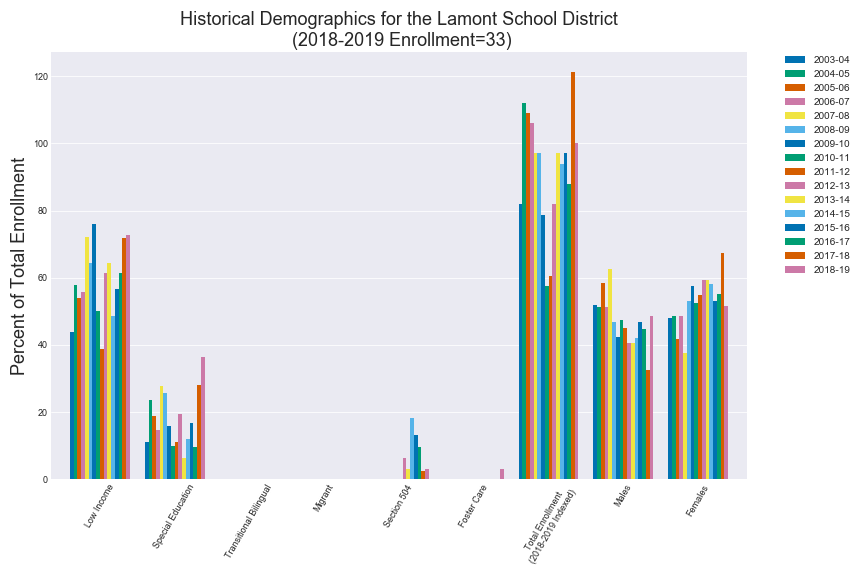 Historical Demographics for the Lamont School District
(2018-2019 Enrollment=33)
Percent of Total Enrollment
120
100
80
60
40
20
0
Low Income
Special Education
Transitional Bilingual
Migrant
Section 504
Foster Care
Total Enrollment
(2018-2019 Indexed)
Males
Females
2003-04
2004-05
2005-06
2006-07
2007-08
2008-09
2009-10
2010-11
2011-12
2012-13
2013-14
2014-15
2015-16
2016-17
2017-18
2018-19